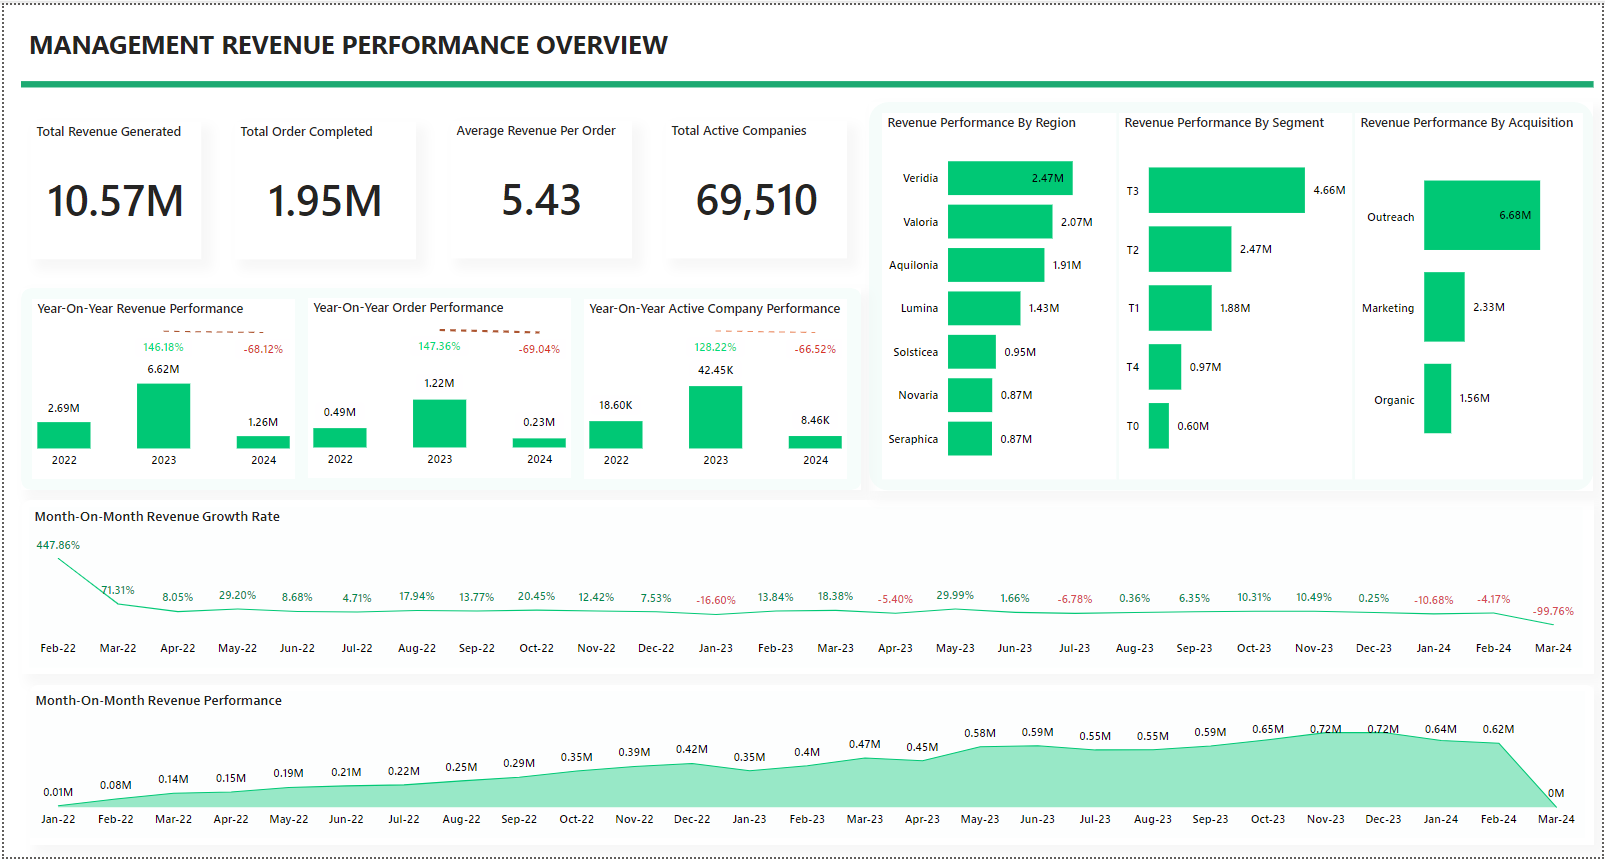 MANAGEMENT REVENUE PERFORMANCE OVERVIEW
Total Revenue Generated
10.57M
Total Order Completed
1.95M
Average Revenue Per Order
5.43
Total Active Companies
69,510
Revenue Performance By Region
Veridia 2.47M
Valoria 2.07M
Aquilonia 1.91M
Lumina 1.43M
Solsticea 0.95M
Novaria 0.87M
Seraphica 0.87M
Revenue Performance By Segment
T3 4.66M
T2 2.47M
T1 1.88M
T4 0.97M
T0 0.60M
Revenue Performance By Acquisition
Outreach 6.68M
Marketing 2.33M
Organic 1.56M
Year-On-Year Revenue Performance
146.18% -68.12%
2.69M 6.62M 1.26M
2022 2023 2024
Year-On-Year Order Performance
147.36% -69.04%
0.49M 1.22M 0.23M
2022 2023 2024
Year-On-Year Active Company Performance
128.22% -66.52%
18.60K 42.45K 8.46K
2022 2023 2024
Month-On-Month Revenue Growth Rate
447.86% 71.31% 8.05% 29.20% 8.68% 4.71% 17.94% 13.77% 20.45% 12.42% 7.53% -16.60% 13.84% 18.38% -5.40% 29.99% 1.66% -6.78% 0.36% 6.35% 10.31% 10.49% 0.25% -10.68% -4.17% -99.76%
Feb-22 Mar-22 Apr-22 May-22 Jun-22 Jul-22 Aug-22 Sep-22 Oct-22 Nov-22 Dec-22 Jan-23 Feb-23 Mar-23 Apr-23 May-23 Jun-23 Jul-23 Aug-23 Sep-23 Oct-23 Nov-23 Dec-23 Jan-24 Feb-24 Mar-24
Month-On-Month Revenue Performance
0.01M 0.08M 0.14M 0.15M 0.19M 0.21M 0.22M 0.25M 0.29M 0.35M 0.39M 0.42M 0.35M 0.4M 0.47M 0.45M 0.58M 0.59M 0.55M 0.55M 0.59M 0.65M 0.72M 0.72M 0.64M 0.62M 0M
Jan-22 Feb-22 Mar-22 Apr-22 May-22 Jun-22 Jul-22 Aug-22 Sep-22 Oct-22 Nov-22 Dec-22 Jan-23 Feb-23 Mar-23 Apr-23 May-23 Jun-23 Jul-23 Aug-23 Sep-23 Oct-23 Nov-23 Dec-23 Jan-24 Feb-24 Mar-24